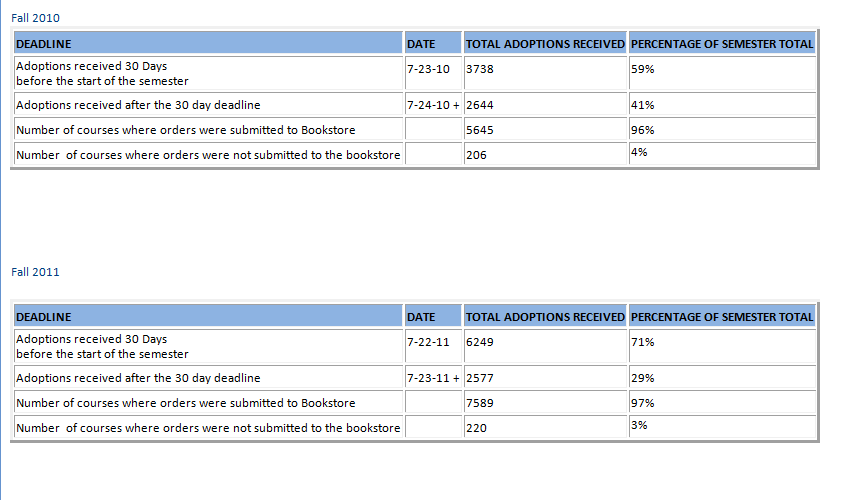 Fall 2010
DEADLINE DATE TOTAL ADOPTIONS RECEIVED PERCENTAGE OF SEMESTER TOTAL
Adoptions received 30 Days
before the start of the semester 7-23-10 3738 59%
Adoptions received after the 30 day deadline 7-24-10 + 2644 41%
Number of courses where orders were submitted to Bookstore 5645 96%
Number of courses where orders were not submitted to the bookstore 206 4%
Fall 2011
DEADLINE DATE TOTAL ADOPTIONS RECEIVED PERCENTAGE OF SEMESTER TOTAL
Adoptions received 30 Days
before the start of the semester 7-22-11 6249 71%
Adoptions received after the 30 day deadline 7-23-11 + 2577 29%
Number of courses where orders were submitted to Bookstore 7589 97%
Number of courses where orders were not submitted to the bookstore 220 3%